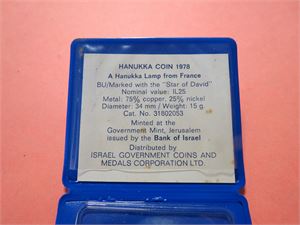 HANUKKA COIN 1978
A Hanukka Lamp from France
BU/Marked with the "Star of David"
Nominal value: IL25
Metal: 75% copper, 25% nickel
Diameter: 34 mm / Weight: 15 g
Cat. No. 31802053
Minted at the
Government Mint, Jerusalem
issued by the Bank of Israel
Distributed by
ISRAEL GOVERNMENT COINS AND
MEDALS CORPORATION LTD.